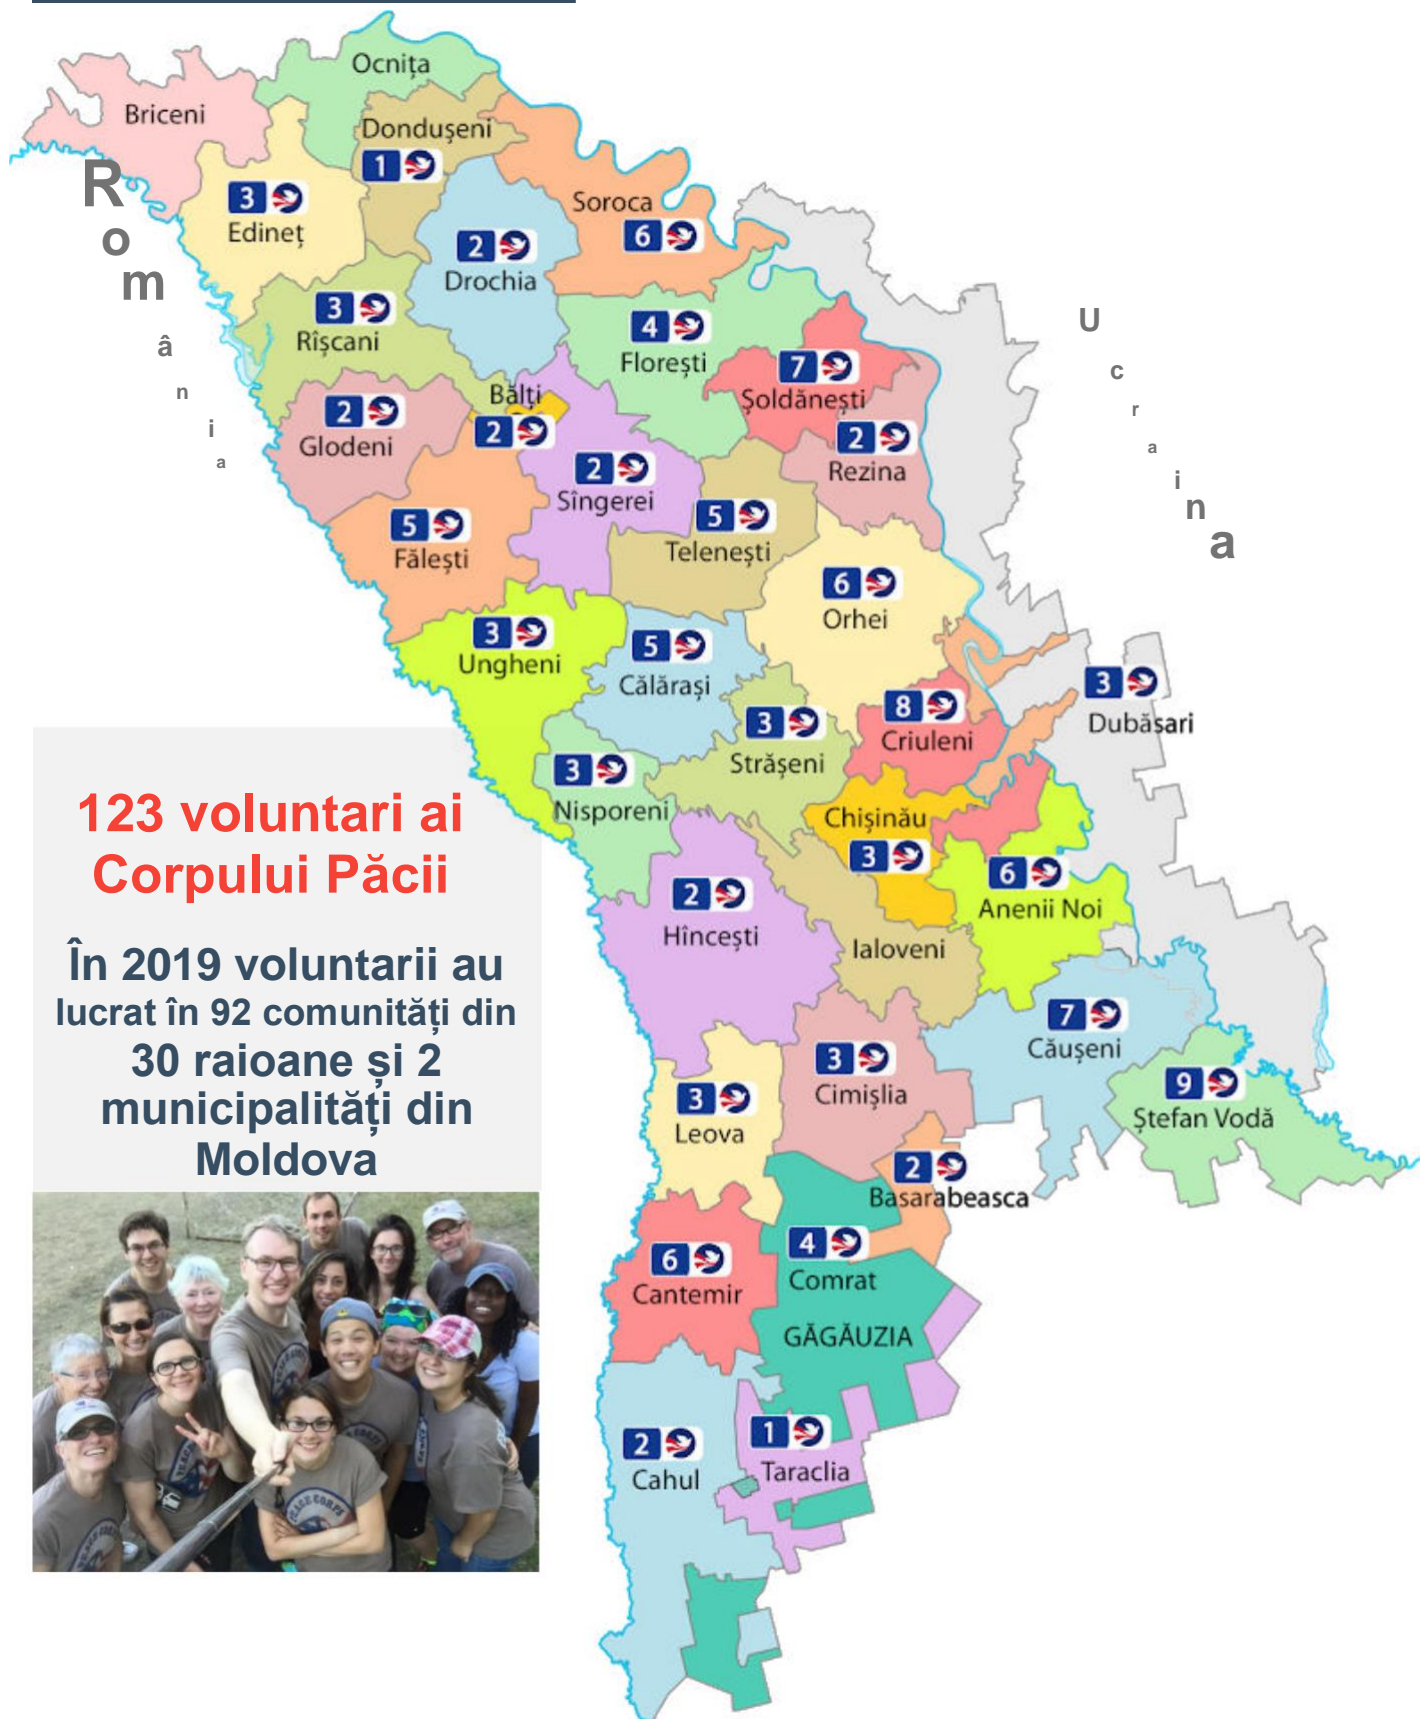 Ocnița
Briceni
Dondușeni
1
România
3
Edineț
Soroca
6
2
Drochia
3
Rîșcani
4
Florești
Ucraina
7
Șoldănești
Bălți
2
2
Glodeni
2
Rezina
2
Sîngerei
5
Fălești
5
Telenești
6
Orhei
3
Ungheni
5
Călărași
3
Dubăsari
8
Criuleni
3
Strășeni
3
Nisporeni
Chișinău
3
6
Anenii Noi
2
Hîncești
Ialoveni
7
Căușeni
3
Cimișlia
9
Ștefan Vodă
3
Leova
2
Basarabeasca
4
Comrat
6
Cantemir
GĂGĂUZIA
1
Taraclia
2
Cahul
123 voluntari ai
Corpului Păcii
În 2019 voluntarii au
lucrat în 92 comunități din
30 raioane și 2
municipalități din
Moldova
PEACE CORPS